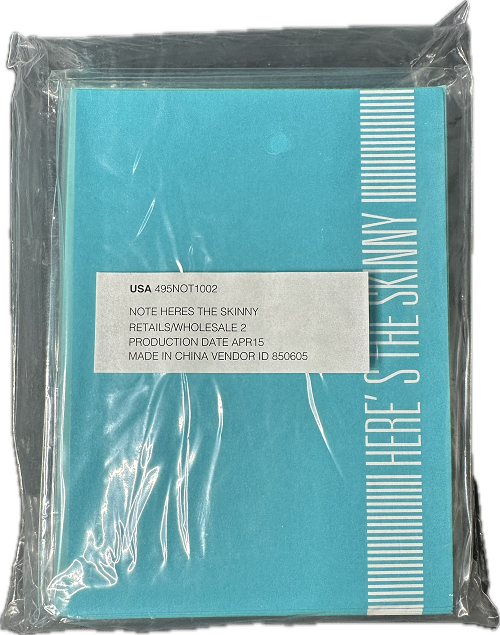 USA 495NOT1002
NOTE HERES THE SKINNY
RETAILS/WHOLESALE 2
PRODUCTION DATE APR15
MADE IN CHINA VENDOR ID 850605
HERE'S THE SKINNY